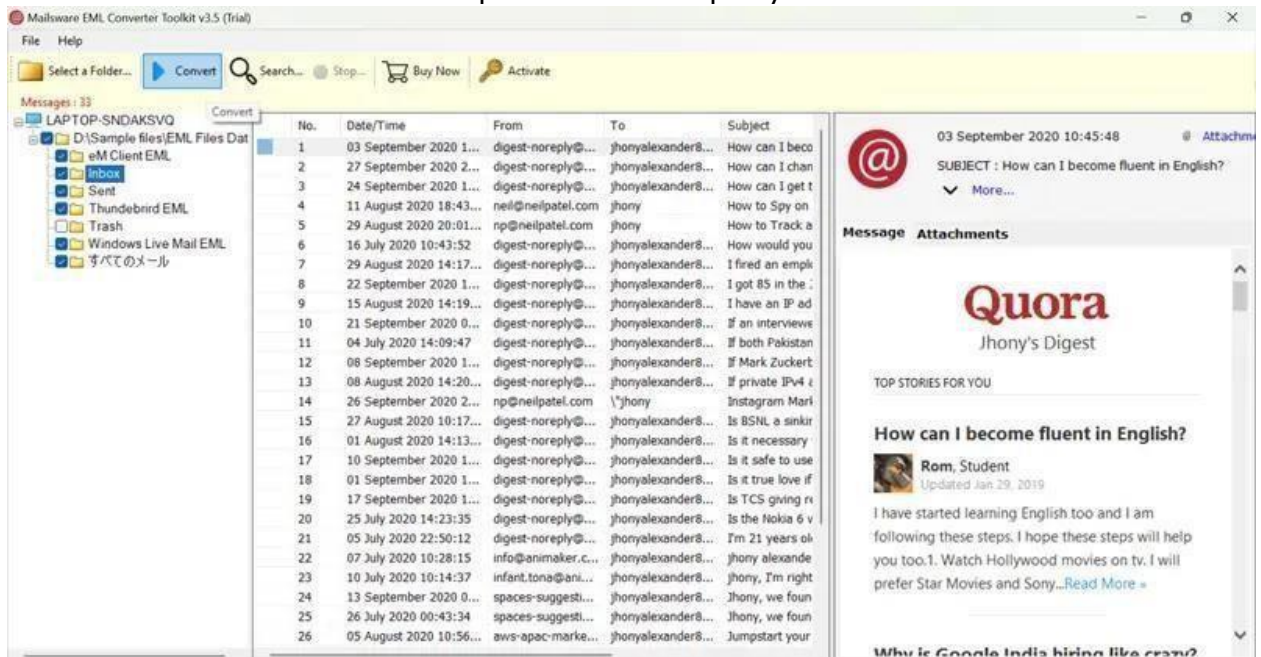 Mailsware EML Converter Toolkit v3.5 (Trial)
File Help
Select a Folder... Convert Search... Stop... Buy Now Activate
Messages : 33
Convert
LAPTOP-SNDAKSVQ
D:\Sample files\EML Files Dat
eM Client EML
Inbox
Sent
Thundebrird EML
Trash
Windows Live Mail EML
すべてのメール
No. Date/Time From To Subject
1 03 September 2020 1... digest-noreply@... jhonyalexander8... How can I beco
2 27 September 2020 2... digest-noreply@... jhonyalexander8... How can I chan
3 24 September 2020 1... digest-noreply@... jhonyalexander8... How can I get t
4 11 August 2020 18:43... neil@neilpatel.com jhony How to Spy on
5 29 August 2020 20:01... np@neilpatel.com jhony How to Track a
6 16 July 2020 10:43:52 digest-noreply@... jhonyalexander8... How would you
7 29 August 2020 14:17... digest-noreply@... jhonyalexander8... I fired an emplo
8 22 September 2020 1... digest-noreply@... jhonyalexander8... I got 85 in the
9 15 August 2020 14:19... digest-noreply@... jhonyalexander8... I have an IP ad
10 21 September 2020 0... digest-noreply@... jhonyalexander8... If an interviewe
11 04 July 2020 14:09:47 digest-noreply@... jhonyalexander8... If both Pakistan
12 08 September 2020 1... digest-noreply@... jhonyalexander8... If Mark Zuckerb
13 08 August 2020 14:20... digest-noreply@... jhonyalexander8... If private IPv4 a
14 26 September 2020 2... np@neilpatel.com \"jhony Instagram Mark
15 27 August 2020 10:17... digest-noreply@... jhonyalexander8... Is BSNL a sinkin
16 01 August 2020 14:13... digest-noreply@... jhonyalexander8... Is it necessary
17 10 September 2020 1... digest-noreply@... jhonyalexander8... Is it safe to use
18 01 September 2020 1... digest-noreply@... jhonyalexander8... Is it true love if
19 17 September 2020 1... digest-noreply@... jhonyalexander8... Is TCS giving re
20 25 July 2020 14:23:35 digest-noreply@... jhonyalexander8... Is the Nokia 6 v
21 05 July 2020 22:50:12 digest-noreply@... jhonyalexander8... I'm 21 years ol
22 07 July 2020 10:28:15 info@animaker.c... jhonyalexander8... jhony alexande
23 10 July 2020 10:14:37 infant.tona@ani... jhonyalexander8... jhony, I'm right
24 13 September 2020 0... spaces-suggesti... jhonyalexander8... Jhony, we foun
25 26 July 2020 00:43:34 spaces-suggesti... jhonyalexander8... Jhony, we foun
26 05 August 2020 10:56... aws-apac-marke... jhonyalexander8... Jumpstart your
03 September 2020 10:45:48 Attachme
SUBJECT : How can I become fluent in English?
More...
Message Attachments
Quora
Jhony's Digest
TOP STORIES FOR YOU
How can I become fluent in English?
Rom, Student
Updated Jan 29, 2019
I have started learning English too and I am
following these steps. I hope these steps will help
you too.1. Watch Hollywood movies on tv. I will
prefer Star Movies and Sony...Read More »
Why is Google India hiring like crazy?